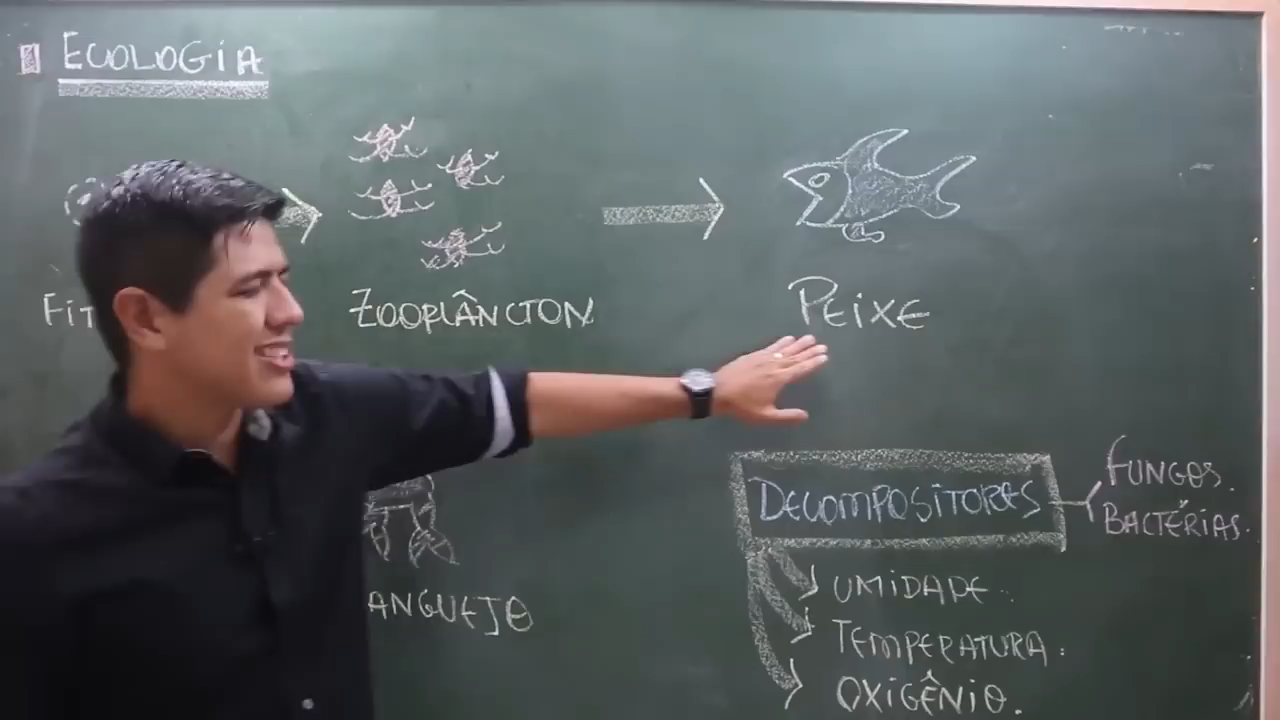 ECOLOGIA
FIT
ZOOPLÂNCTON
PEIXE
DECOMPOSITORES
FUNGOS.
BACTÉRIAS.
ANGUEJO
UMIDADE.
TEMPERATURA.
OXIGÊNIO.